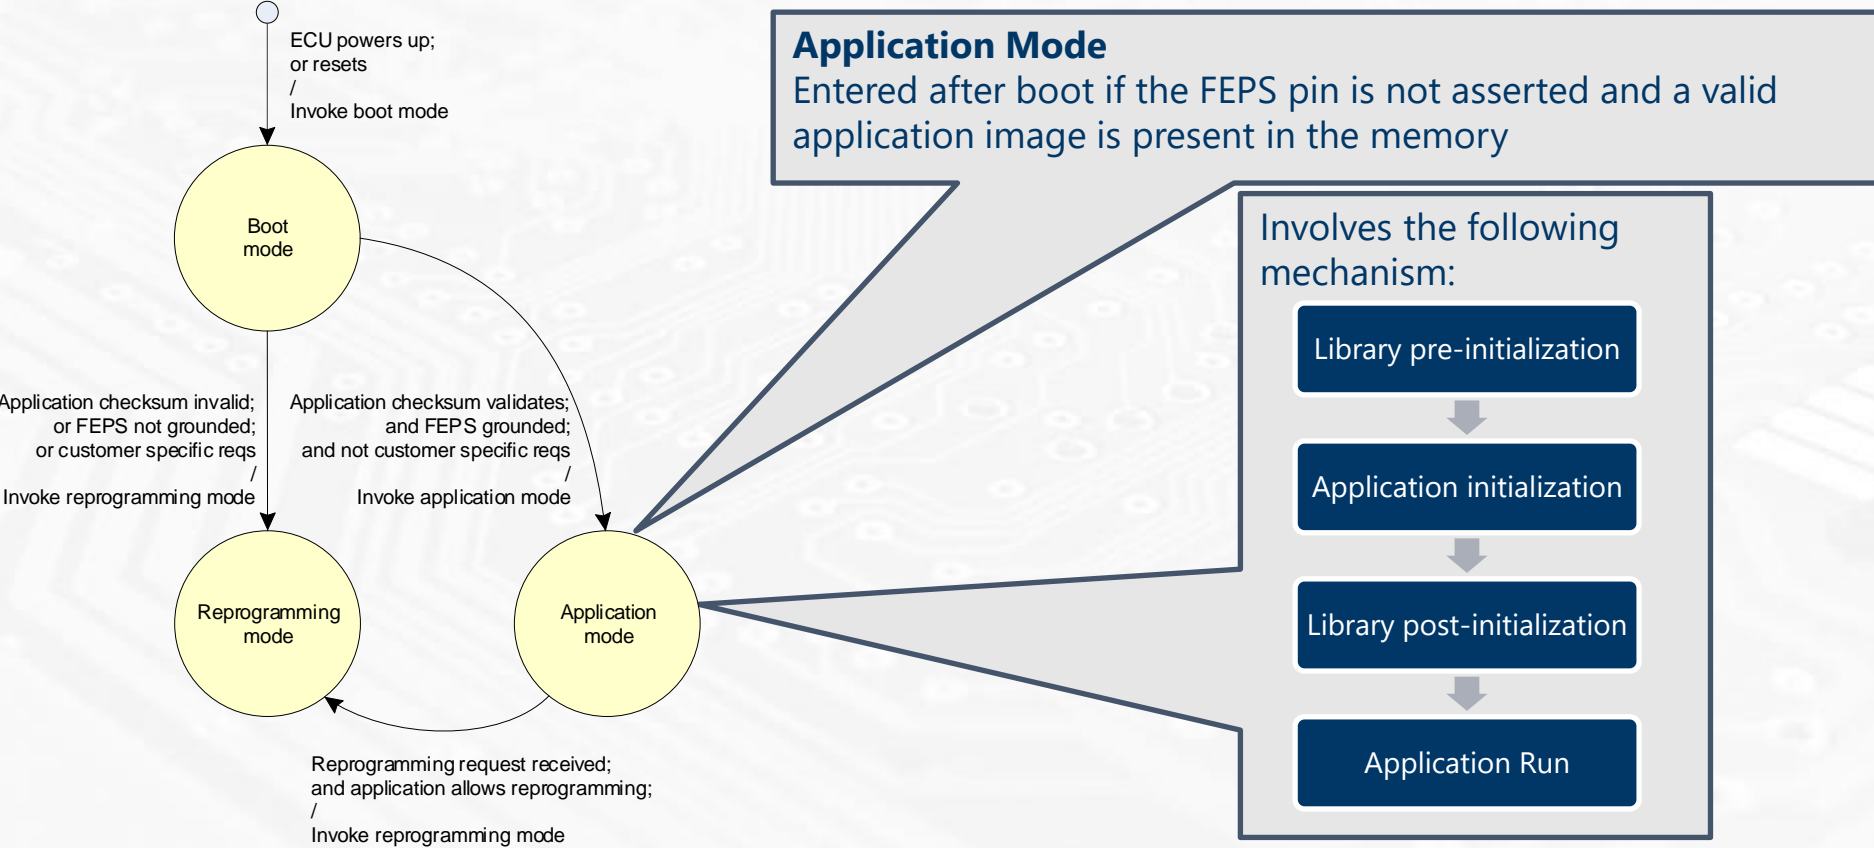 ECU powers up;
or resets
/
Invoke boot mode
Boot
mode
Application checksum invalid;
or FEPS not grounded;
or customer specific reqs
/
Invoke reprogramming mode
Application checksum validates;
and FEPS grounded;
and not customer specific reqs
/
Invoke application mode
Reprogramming
mode
Application
mode
Reprogramming request received;
and application allows reprogramming;
/
Invoke reprogramming mode
Application Mode
Entered after boot if the FEPS pin is not asserted and a valid
application image is present in the memory
Involves the following
mechanism:
Library pre-initialization
Application initialization
Library post-initialization
Application Run